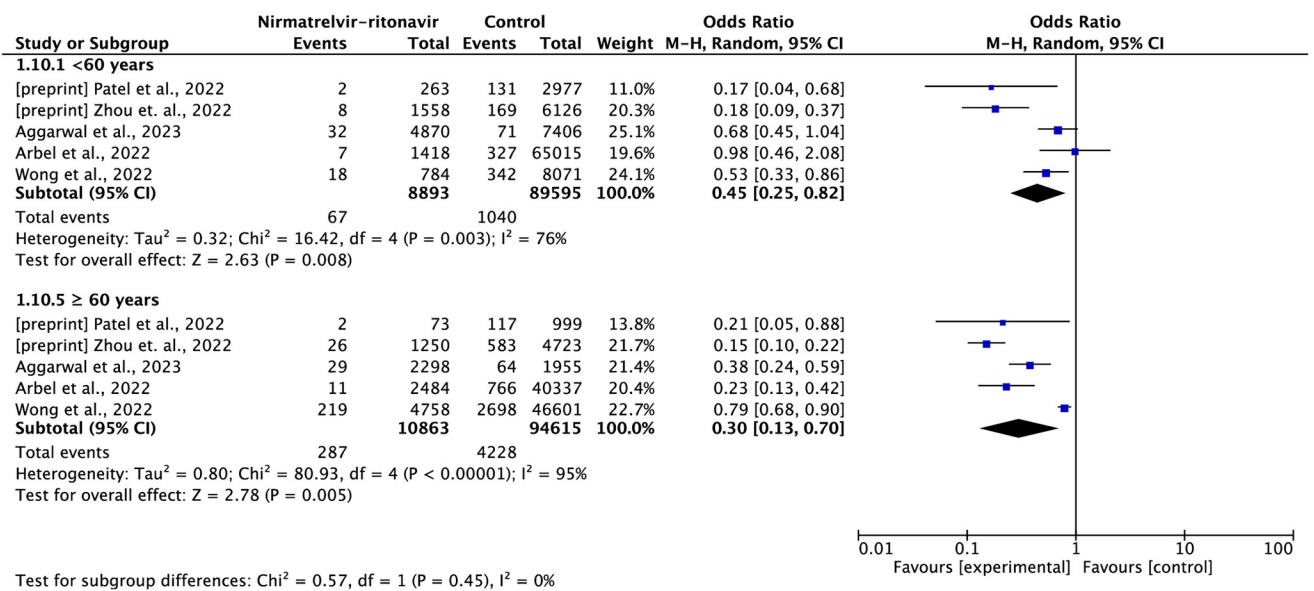 Nirmatrelvir-ritonavir Control Odds Ratio Odds Ratio
Study or Subgroup Events Total Events Total Weight M-H, Random, 95% CI M-H, Random, 95% CI
1.10.1 <60 years
[preprint] Patel et al., 2022 2 263 131 2977 11.0% 0.17 [0.04, 0.68]
[preprint] Zhou et. al., 2022 8 1558 169 6126 20.3% 0.18 [0.09, 0.37]
Aggarwal et al., 2023 32 4870 71 7406 25.1% 0.68 [0.45, 1.04]
Arbel et al., 2022 7 1418 327 65015 19.6% 0.98 [0.46, 2.08]
Wong et al., 2022 18 784 342 8071 24.1% 0.53 [0.33, 0.86]
Subtotal (95% CI) 8893 89595 100.0% 0.45 [0.25, 0.82]
Total events 67 1040
Heterogeneity: Tau² = 0.32; Chi² = 16.42, df = 4 (P = 0.003); I² = 76%
Test for overall effect: Z = 2.63 (P = 0.008)
1.10.5 ≥ 60 years
[preprint] Patel et al., 2022 2 73 117 999 13.8% 0.21 [0.05, 0.88]
[preprint] Zhou et. al., 2022 26 1250 583 4723 21.7% 0.15 [0.10, 0.22]
Aggarwal et al., 2023 29 2298 64 1955 21.4% 0.38 [0.24, 0.59]
Arbel et al., 2022 11 2484 766 40337 20.4% 0.23 [0.13, 0.42]
Wong et al., 2022 219 4758 2698 46601 22.7% 0.79 [0.68, 0.90]
Subtotal (95% CI) 10863 94615 100.0% 0.30 [0.13, 0.70]
Total events 287 4228
Heterogeneity: Tau² = 0.80; Chi² = 80.93, df = 4 (P < 0.00001); I² = 95%
Test for overall effect: Z = 2.78 (P = 0.005)
0.01 0.1 1 10 100
Favours [experimental] Favours [control]
Test for subgroup differences: Chi² = 0.57, df = 1 (P = 0.45), I² = 0%